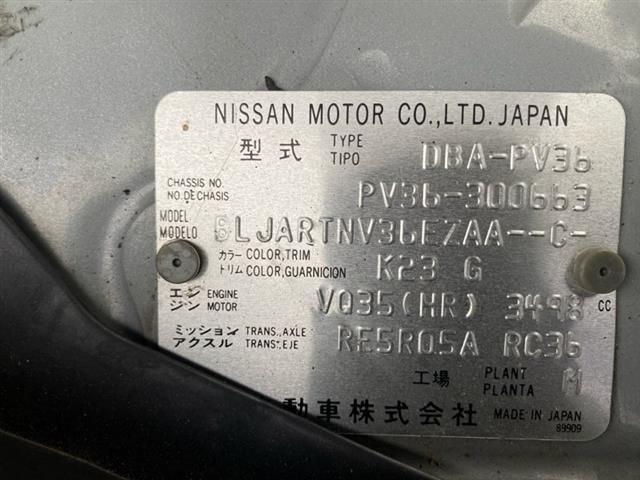 NISSAN MOTOR CO.,LTD. JAPAN
型式 TYPE TIPO DBA-PV36
CHASSIS NO. NO. DE CHASIS PV36-300663
MODEL MODELO LJARTNV36EZAA--C-
カラー COLOR,TRIM
トリム COLOR,GUARNICION K23 G
エンジン ENGINE MOTOR VQ35(HR) 3498 CC
ミッション TRANS., AXLE
アクスル TRANS., EJE RE5R05A RC36
工場 PLANT PLANTA M
動車株式会社 MADE IN JAPAN
89909